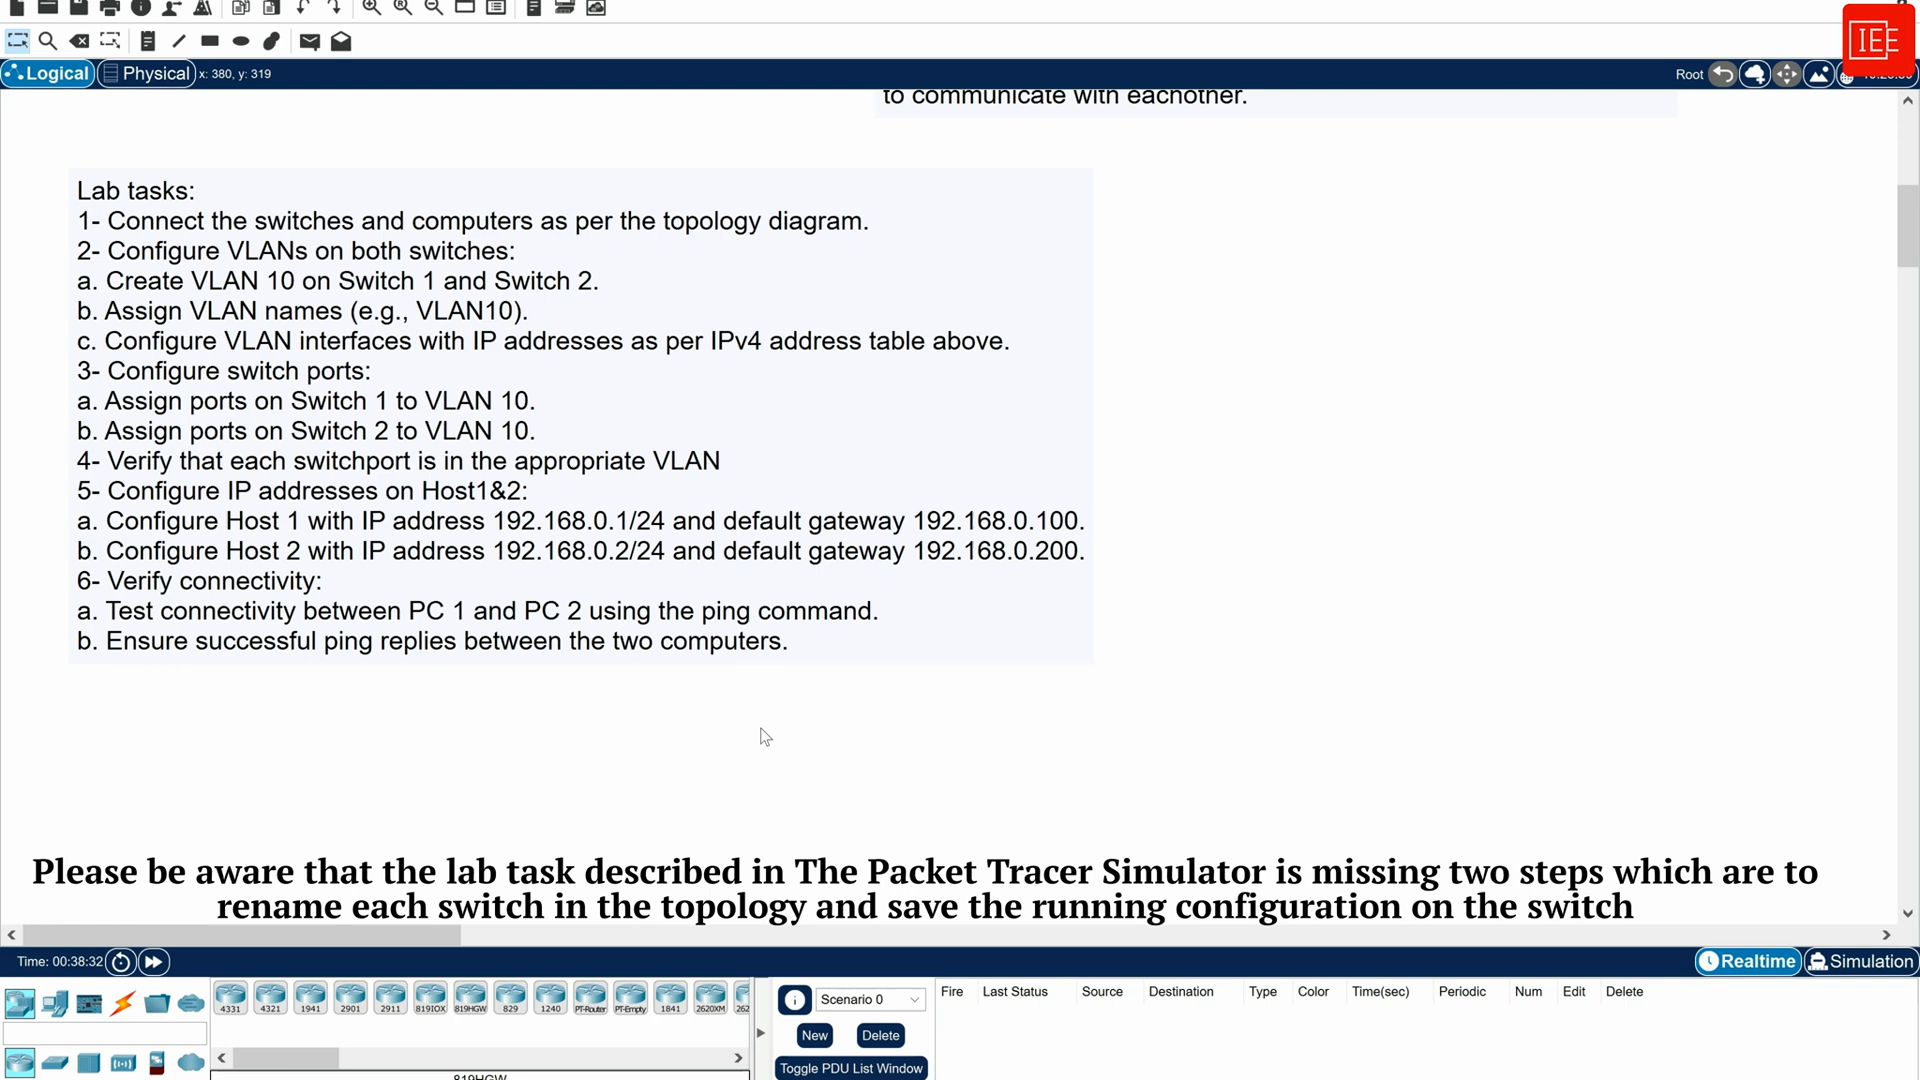 IEE
Logical
Physical
x: 380, y: 319
Root
to communicate with eachother.
Lab tasks:
1- Connect the switches and computers as per the topology diagram.
2- Configure VLANs on both switches:
a. Create VLAN 10 on Switch 1 and Switch 2.
b. Assign VLAN names (e.g., VLAN10).
c. Configure VLAN interfaces with IP addresses as per IPv4 address table above.
3- Configure switch ports:
a. Assign ports on Switch 1 to VLAN 10.
b. Assign ports on Switch 2 to VLAN 10.
4- Verify that each switchport is in the appropriate VLAN
5- Configure IP addresses on Host1&2:
a. Configure Host 1 with IP address 192.168.0.1/24 and default gateway 192.168.0.100.
b. Configure Host 2 with IP address 192.168.0.2/24 and default gateway 192.168.0.200.
6- Verify connectivity:
a. Test connectivity between PC 1 and PC 2 using the ping command.
b. Ensure successful ping replies between the two computers.
Please be aware that the lab task described in The Packet Tracer Simulator is missing two steps which are to
rename each switch in the topology and save the running configuration on the switch
Time: 00:38:32
Realtime
Simulation
4331 4321 1941 2901 2911 819IOX 819HGW 829 1240 PT-Router PT-Empty 1841 2620XM 262
819HGW
Scenario 0
New
Delete
Toggle PDU List Window
Fire Last Status Source Destination Type Color Time(sec) Periodic Num Edit Delete